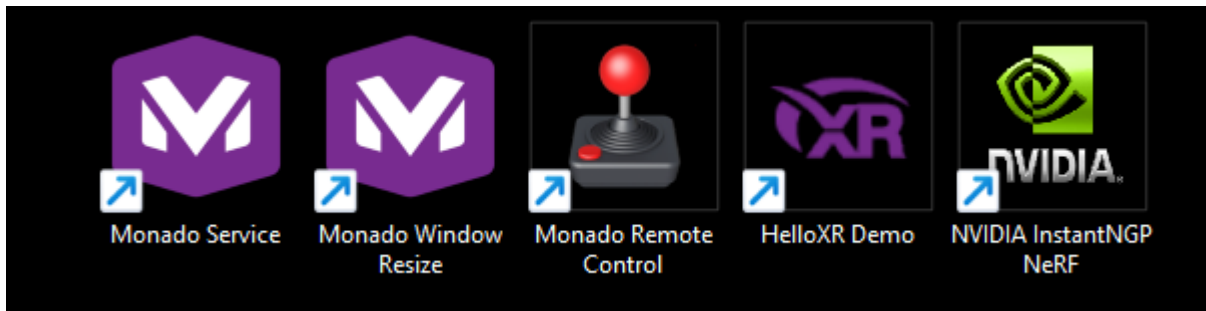 XR
NVIDIA.
Monado Service
Monado Window
Resize
Monado Remote
Control
HelloXR Demo
NVIDIA InstantNGP
NeRF